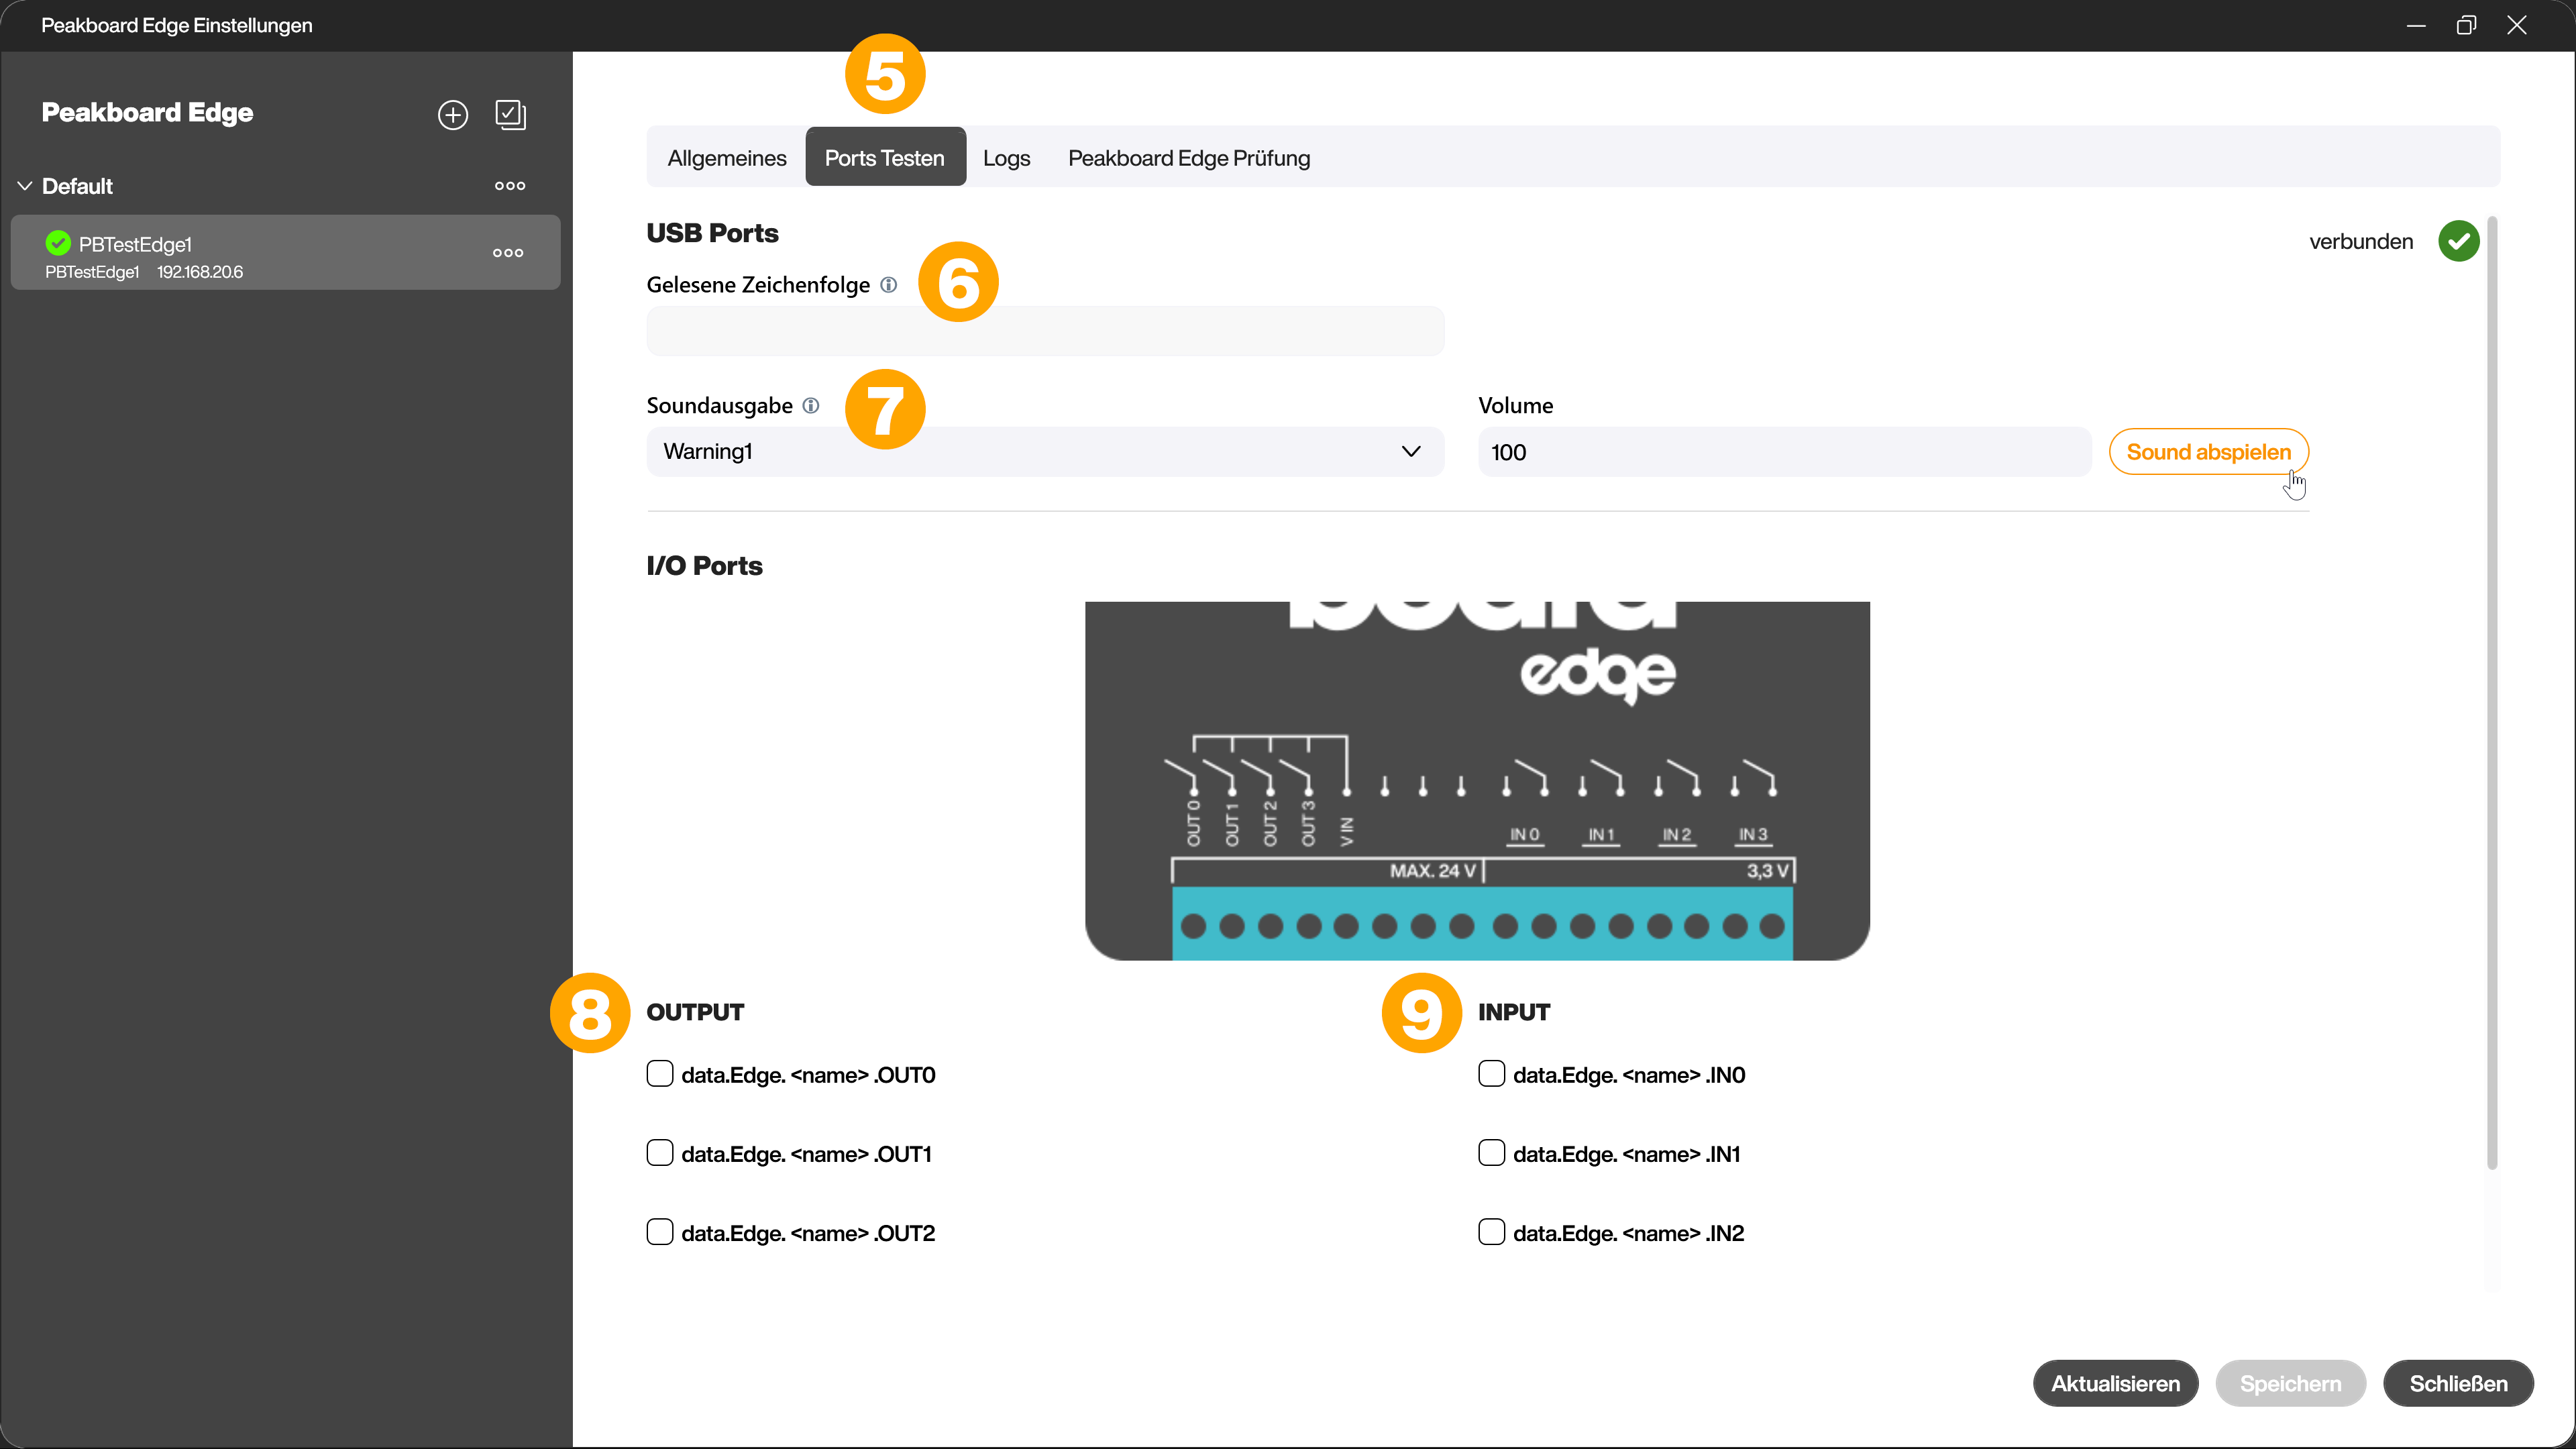 Peakboard Edge Einstellungen
Peakboard Edge
Default
PBTestEdge1
PBTestEdge1 192.168.20.6
5
Allgemeines Ports Testen Logs Peakboard Edge Prüfung
USB Ports
verbunden
Gelesene Zeichenfolge
6
Soundausgabe
7
Volume
Warning1
100
Sound abspielen
I/O Ports
board
edge
OUT 0
OUT 1
OUT 2
OUT 3
V IN
IN 0
IN 1
IN 2
IN 3
MAX. 24 V
3,3 V
8
OUTPUT
9
INPUT
data.Edge. <name> .OUT0
data.Edge. <name> .IN0
data.Edge. <name> .OUT1
data.Edge. <name> .IN1
data.Edge. <name> .OUT2
data.Edge. <name> .IN2
Aktualisieren
Speichern
Schließen